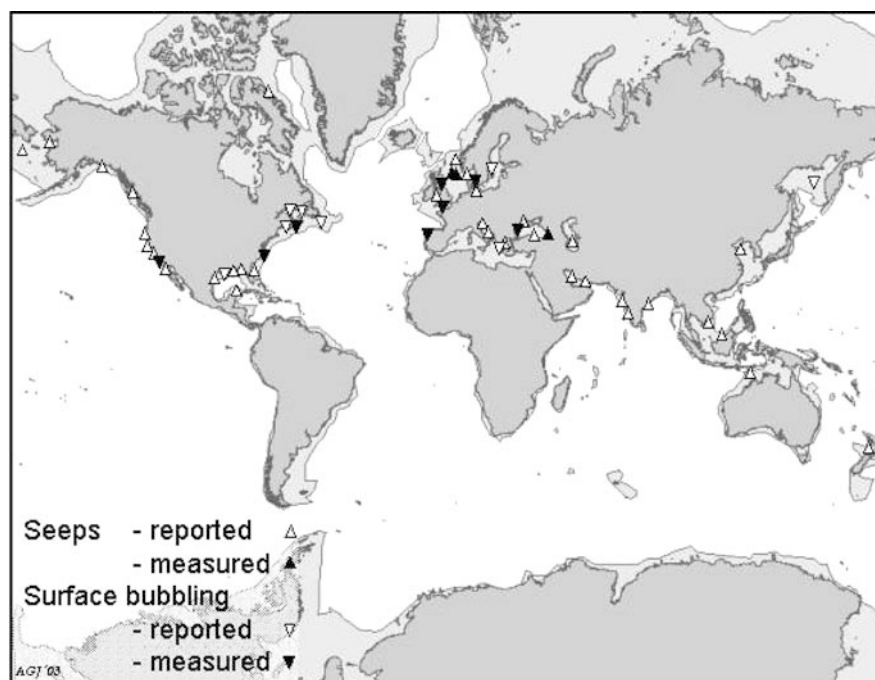 Seeps - reported
- measured
Surface bubbling
- reported
- measured
AGJ '03